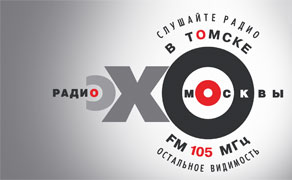 СЛУШАЙТЕ РАДИО
В ТОМСКЕ
РАДИО ЭХО МОСКВЫ
FM 105 МГц
ОСТАЛЬНОЕ ВИДИМОСТЬ